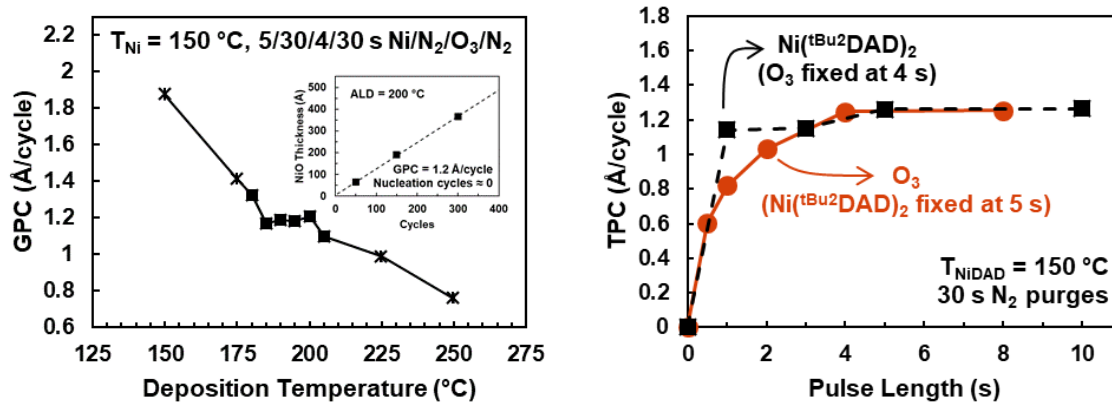 T_Ni = 150 °C, 5/30/4/30 s Ni/N₂/O₃/N₂
GPC (Å/cycle)
2.2
2
1.8
1.6
1.4
1.2
1
0.8
0.6
125 150 175 200 225 250 275
Deposition Temperature (°C)
NiO Thickness (Å)
500
400
300
200
100
0
ALD = 200 °C
GPC = 1.2 Å/cycle
Nucleation cycles ≈ 0
0 100 200 300 400
Cycles
TPC (Å/cycle)
1.8
1.6
1.4
1.2
1
0.8
0.6
0.4
0.2
0
Ni(ᵗᴮᵘ²DAD)₂
(O₃ fixed at 4 s)
O₃
(Ni(ᵗᴮᵘ²DAD)₂ fixed at 5 s)
T_NiDAD = 150 °C
30 s N₂ purges
0 2 4 6 8 10
Pulse Length (s)